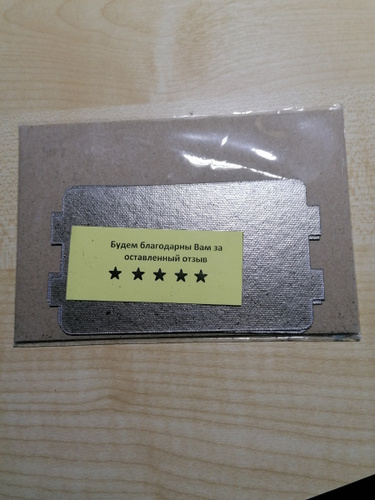 Будем благодарны Вам за
оставленный отзыв
★ ★ ★ ★ ★